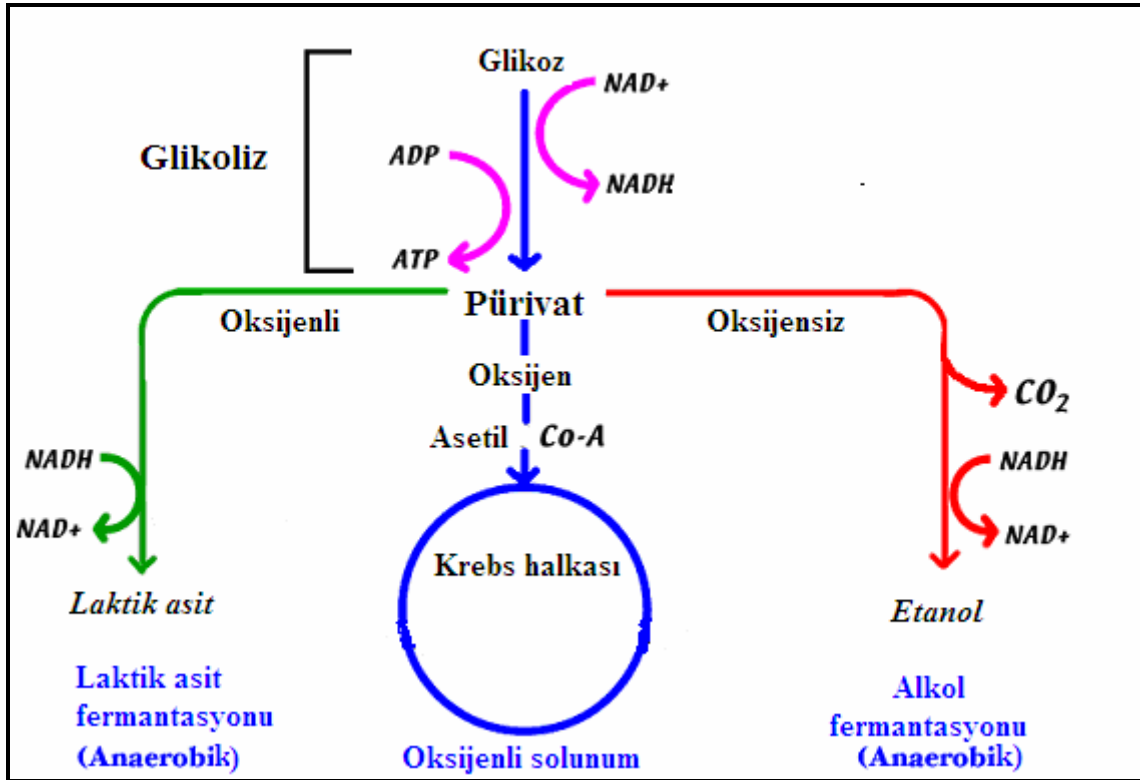 Glikoz
NAD+
Glikoliz
ADP
NADH
ATP
Pürivat
Oksijenli
Oksijensiz
Oksijen
CO2
Asetil Co-A
NADH
NADH
NAD+
NAD+
Krebs halkası
Laktik asit
Etanol
Laktik asit
fermantasyonu
(Anaerobik)
Oksijenli solunum
Alkol
fermantasyonu
(Anaerobik)